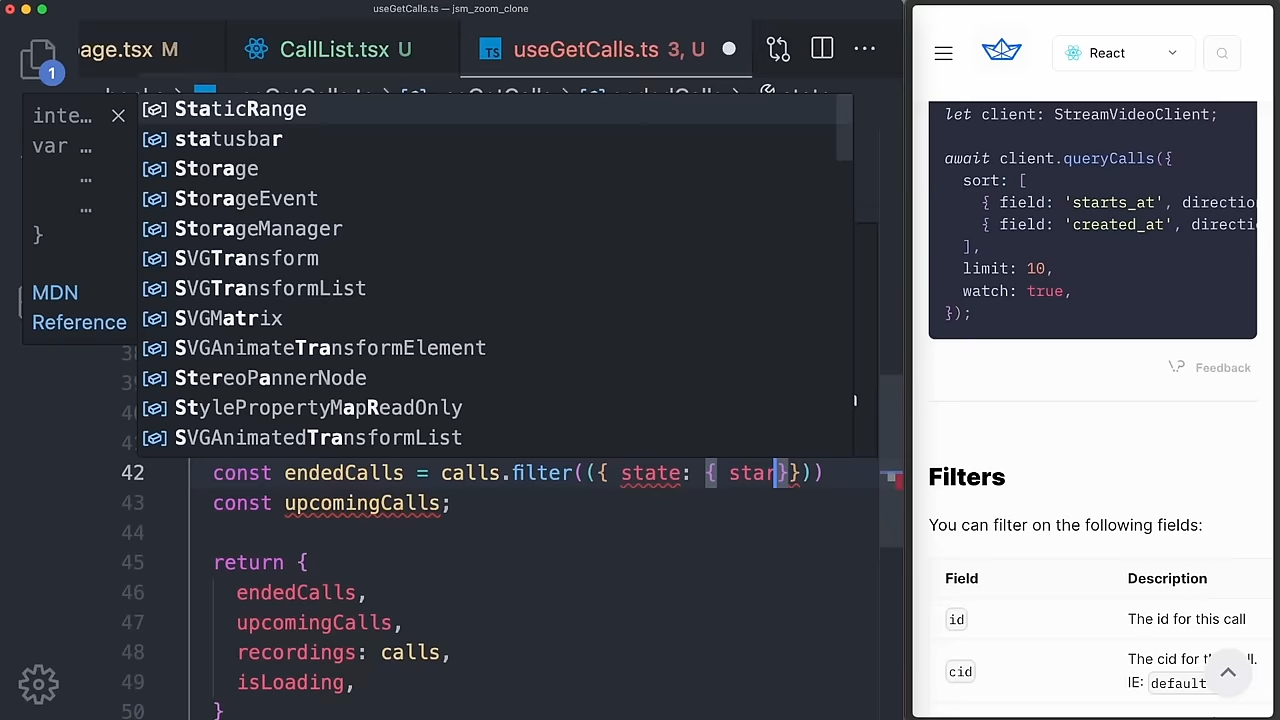 useGetCalls.ts — jsm_zoom_clone
age.tsx M
CallList.tsx U
TS useGetCalls.ts 3, U
1
inte…
var …
…
…
}
MDN
Reference
StaticRange
statusbar
Storage
StorageEvent
StorageManager
SVGTransform
SVGTransformList
SVGMatrix
SVGAnimateTransformElement
StereoPannerNode
StylePropertyMapReadOnly
SVGAnimatedTransformList
42 const endedCalls = calls.filter(({ state: { star}}))
43 const upcomingCalls;
44
45 return {
46 endedCalls,
47 upcomingCalls,
48 recordings: calls,
49 isLoading,
50 }
React
let client: StreamVideoClient;
await client.queryCalls({
sort: [
{ field: 'starts_at', directio
{ field: 'created_at', directi
],
limit: 10,
watch: true,
});
Feedback
Filters
You can filter on the following fields:
Field Description
id The id for this call
cid The cid for
IE: default